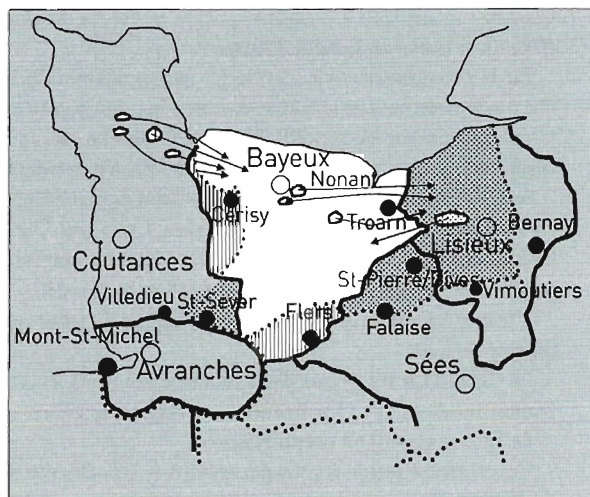 Bayeux
Nonan
Cerisy
Troarn
Bernay
Lisieux
Coutances
St-Pierre/Dives
Villedieu
St-Sever
Vimoutiers
Flers
Falaise
Mont-St-Michel
Avranches
Sées